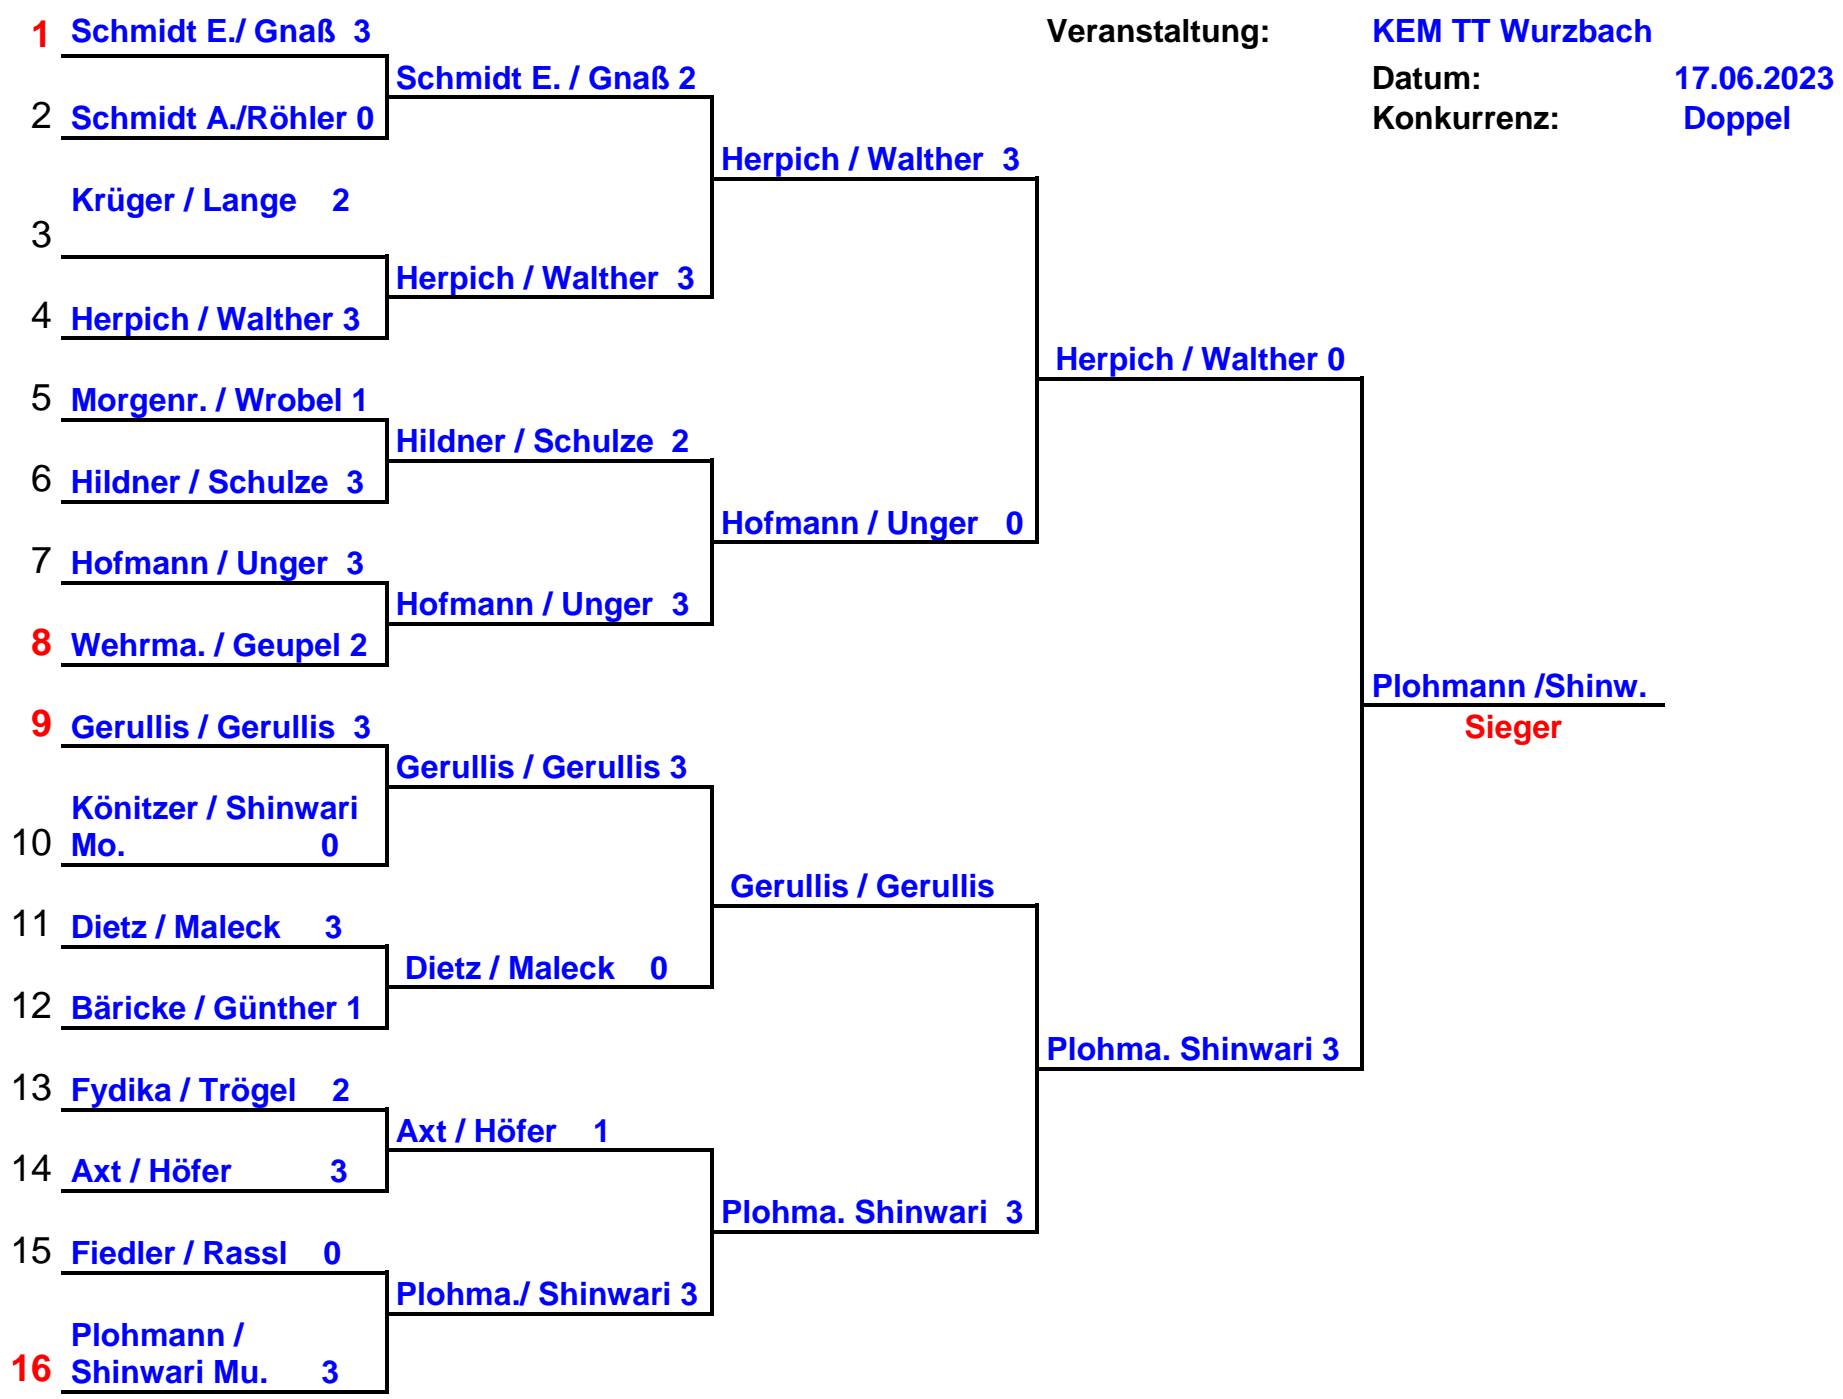 1 Schmidt E./ Gnaß 3
Veranstaltung: KEM TT Wurzbach
Schmidt E. / Gnaß 2
Datum: 17.06.2023
2 Schmidt A./Röhler 0
Konkurrenz: Doppel
Herpich / Walther 3
Krüger / Lange 2
3
Herpich / Walther 3
4 Herpich / Walther 3
Herpich / Walther 0
5 Morgenr. / Wrobel 1
Hildner / Schulze 2
6 Hildner / Schulze 3
Hofmann / Unger 0
7 Hofmann / Unger 3
Hofmann / Unger 3
8 Wehrma. / Geupel 2
Plohmann /Shinw.
9 Gerullis / Gerullis 3
Sieger
Gerullis / Gerullis 3
Könitzer / Shinwari
10 Mo. 0
Gerullis / Gerullis
11 Dietz / Maleck 3
Dietz / Maleck 0
12 Bäricke / Günther 1
Plohma. Shinwari 3
13 Fydika / Trögel 2
Axt / Höfer 1
14 Axt / Höfer 3
Plohma. Shinwari 3
15 Fiedler / Rassl 0
Plohma./ Shinwari 3
Plohmann /
16 Shinwari Mu. 3